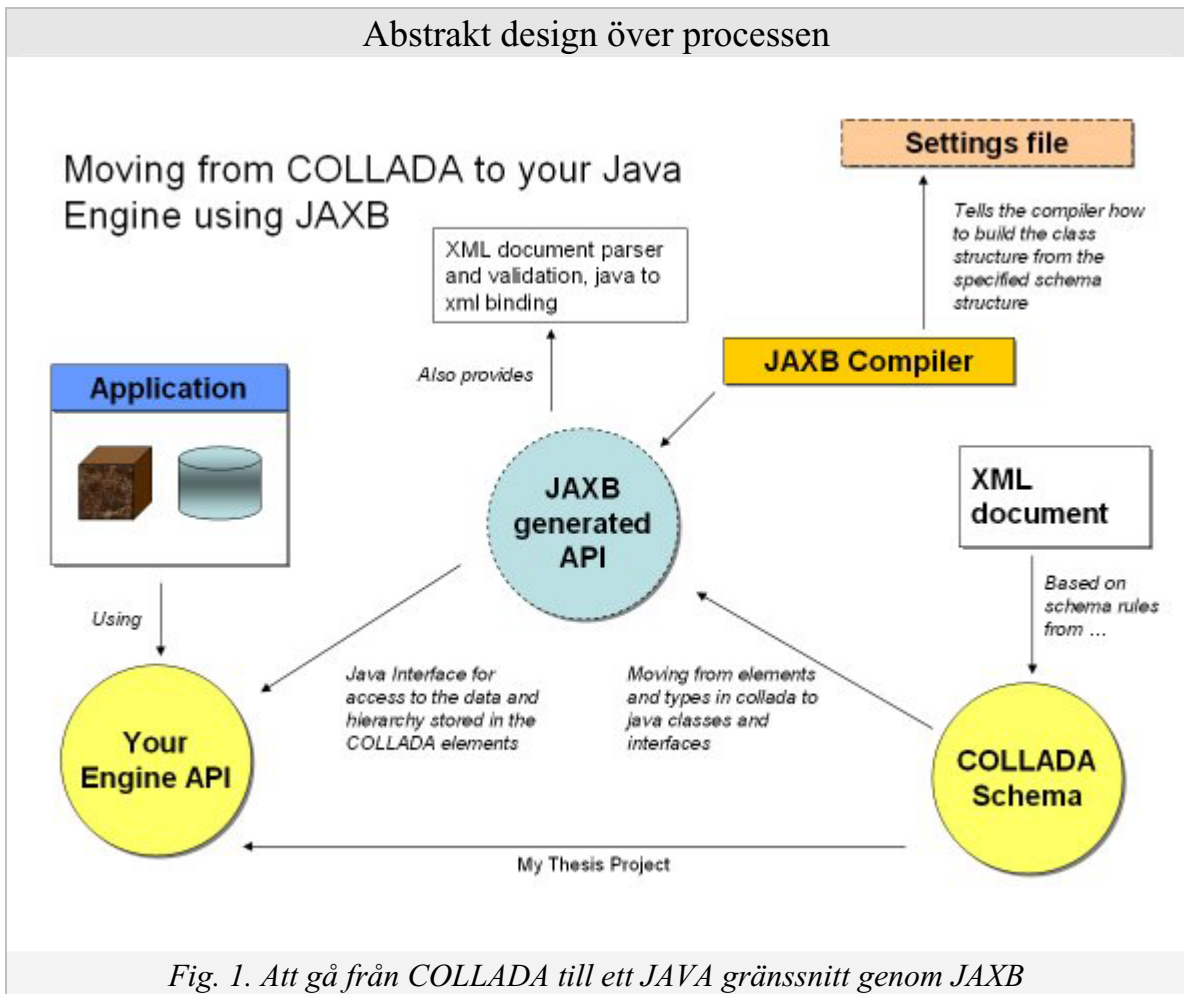 Abstrakt design över processen
Moving from COLLADA to your Java
Engine using JAXB
Settings file
Tells the compiler how
to build the class
structure from the
specified schema
structure
XML document parser
and validation, java to
xml binding
Also provides
JAXB Compiler
Application
JAXB
generated
API
XML
document
Using
Based on
schema rules
from ...
Java Interface for
access to the data and
hierarchy stored in the
COLLADA elements
Moving from elements
and types in collada to
java classes and
interfaces
Your
Engine API
COLLADA
Schema
My Thesis Project
Fig. 1. Att gå från COLLADA till ett JAVA gränssnitt genom JAXB